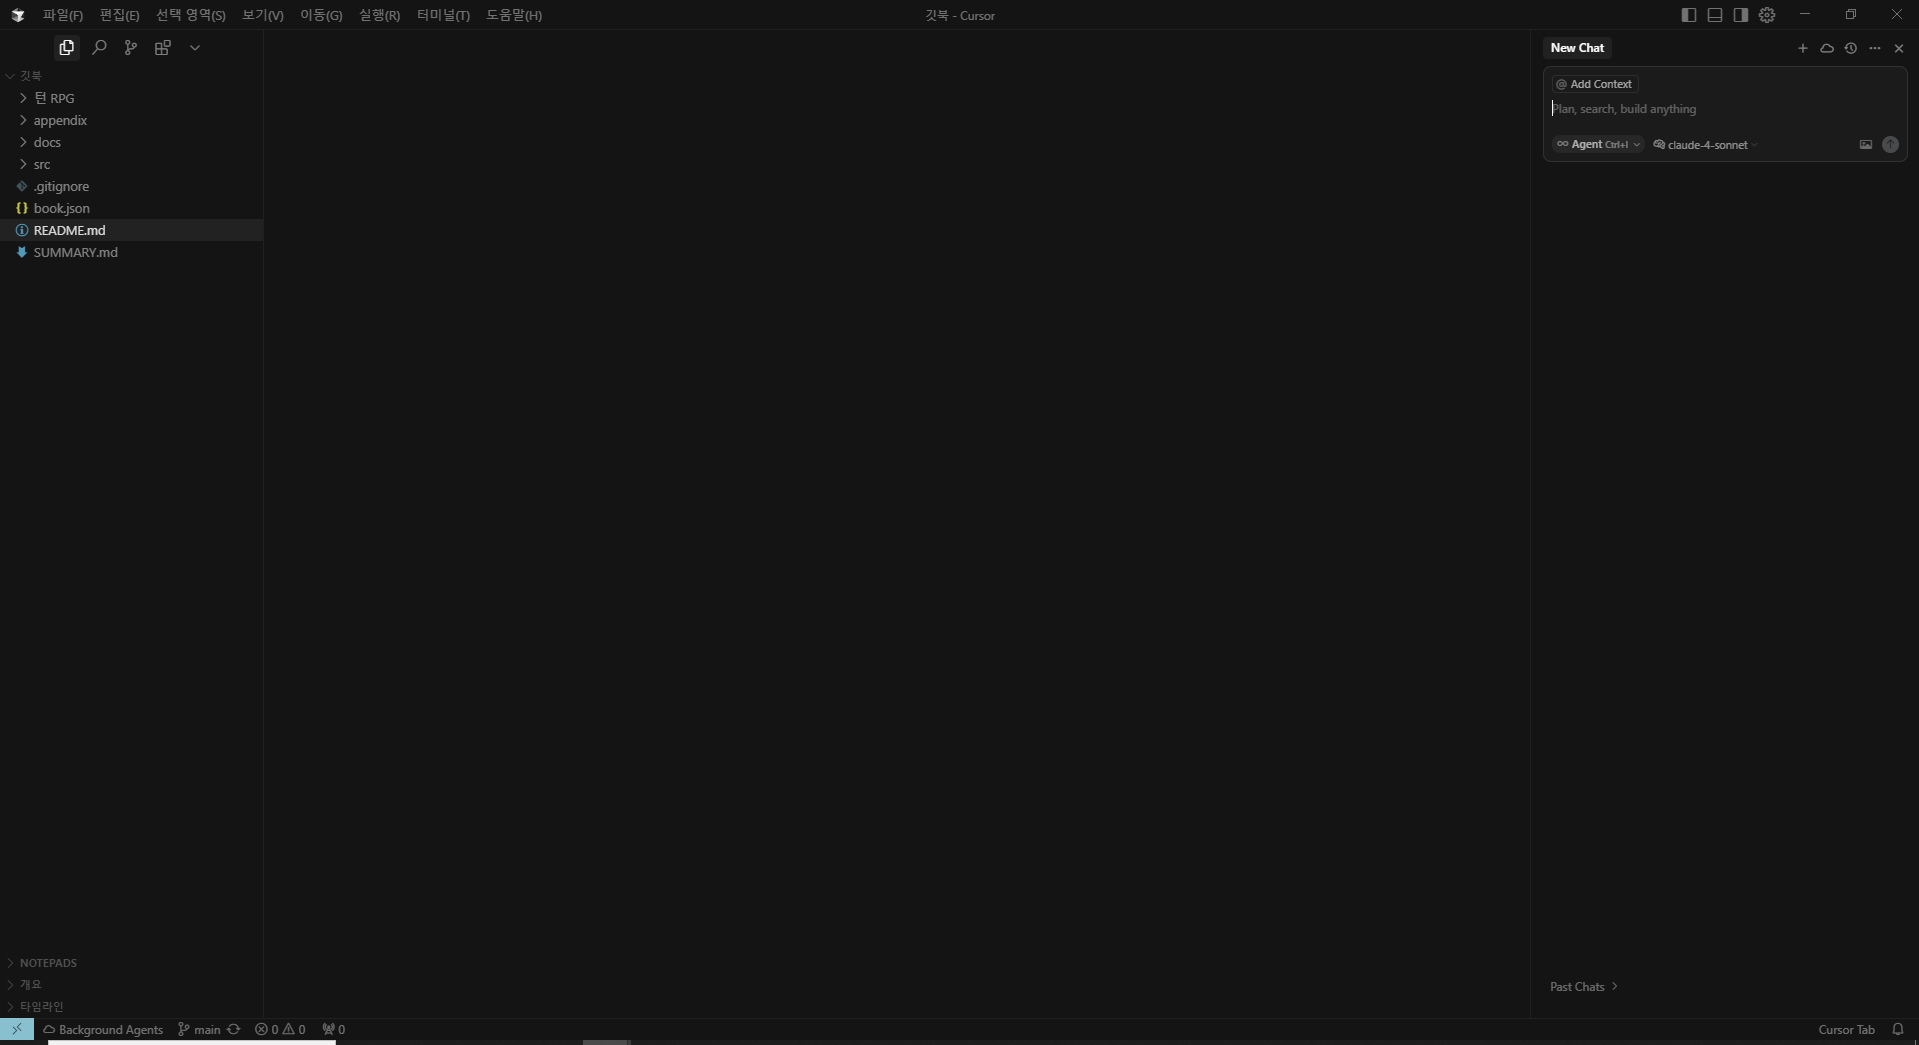 파일(F) 편집(E) 선택 영역(S) 보기(V) 이동(G) 실행(R) 터미널(T) 도움말(H)
깃북 - Cursor
깃북
턴 RPG
appendix
docs
src
.gitignore
book.json
README.md
SUMMARY.md
NOTEPADS
개요
타임라인
New Chat
@ Add Context
Plan, search, build anything
Agent Ctrl+I claude-4-sonnet
Past Chats
Background Agents main 0 0 0
Cursor Tab